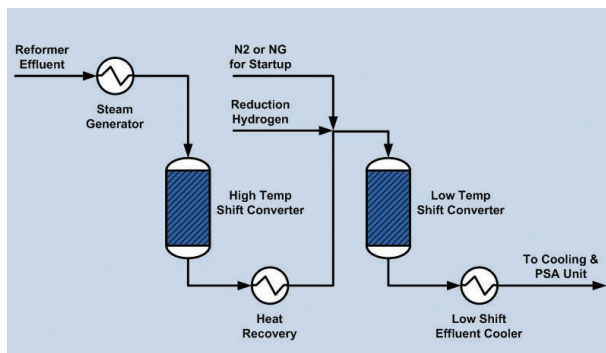 Reformer
Effluent
Steam
Generator
N2 or NG
for Startup
Reduction
Hydrogen
High Temp
Shift Converter
Low Temp
Shift Converter
Heat
Recovery
To Cooling &
PSA Unit
Low Shift
Effluent Cooler